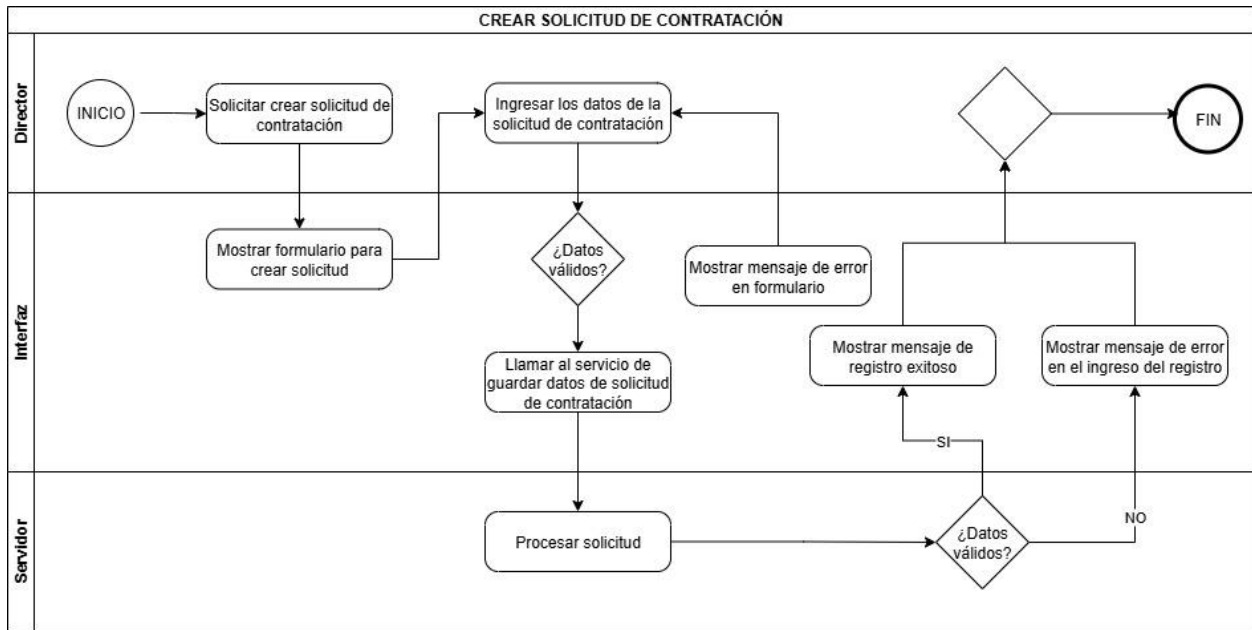 CREAR SOLICITUD DE CONTRATACIÓN
Director
INICIO
Solicitar crear solicitud de
contratación
Ingresar los datos de la
solicitud de contratación
FIN
Interfaz
Mostrar formulario para
crear solicitud
¿Datos
válidos?
Mostrar mensaje de error
en formulario
Llamar al servicio de
guardar datos de solicitud
de contratación
Mostrar mensaje de
registro exitoso
Mostrar mensaje de error
en el ingreso del registro
SI
Servidor
Procesar solicitud
¿Datos
válidos?
NO